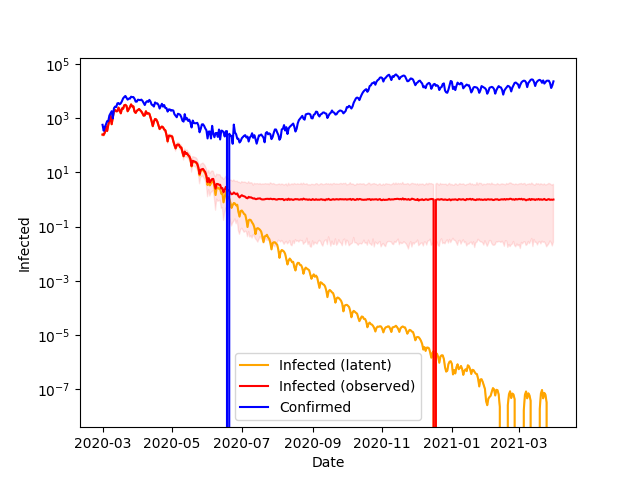 10^5
10^3
10^1
10^−1
10^−3
10^−5
10^−7
Infected
Infected (latent)
Infected (observed)
Confirmed
2020-03 2020-05 2020-07 2020-09 2020-11 2021-01 2021-03
Date